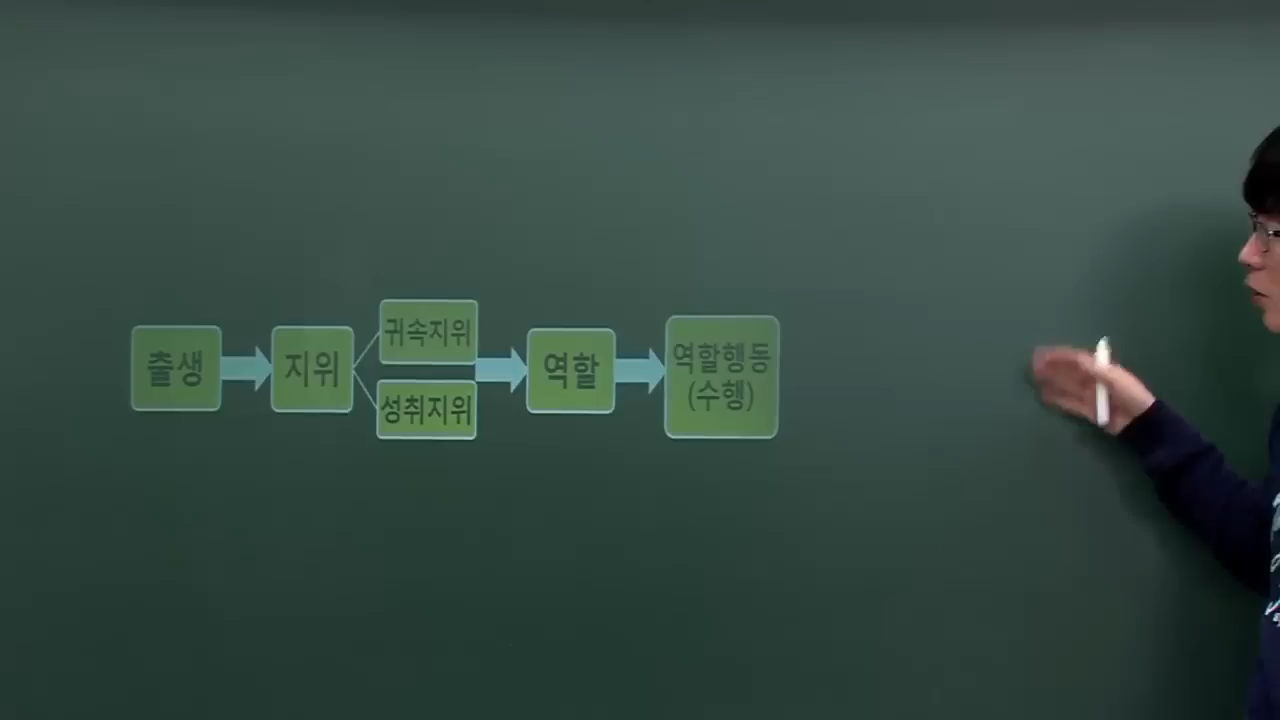 출생
지위
귀속지위
성취지위
역할
역할행동
(수행)